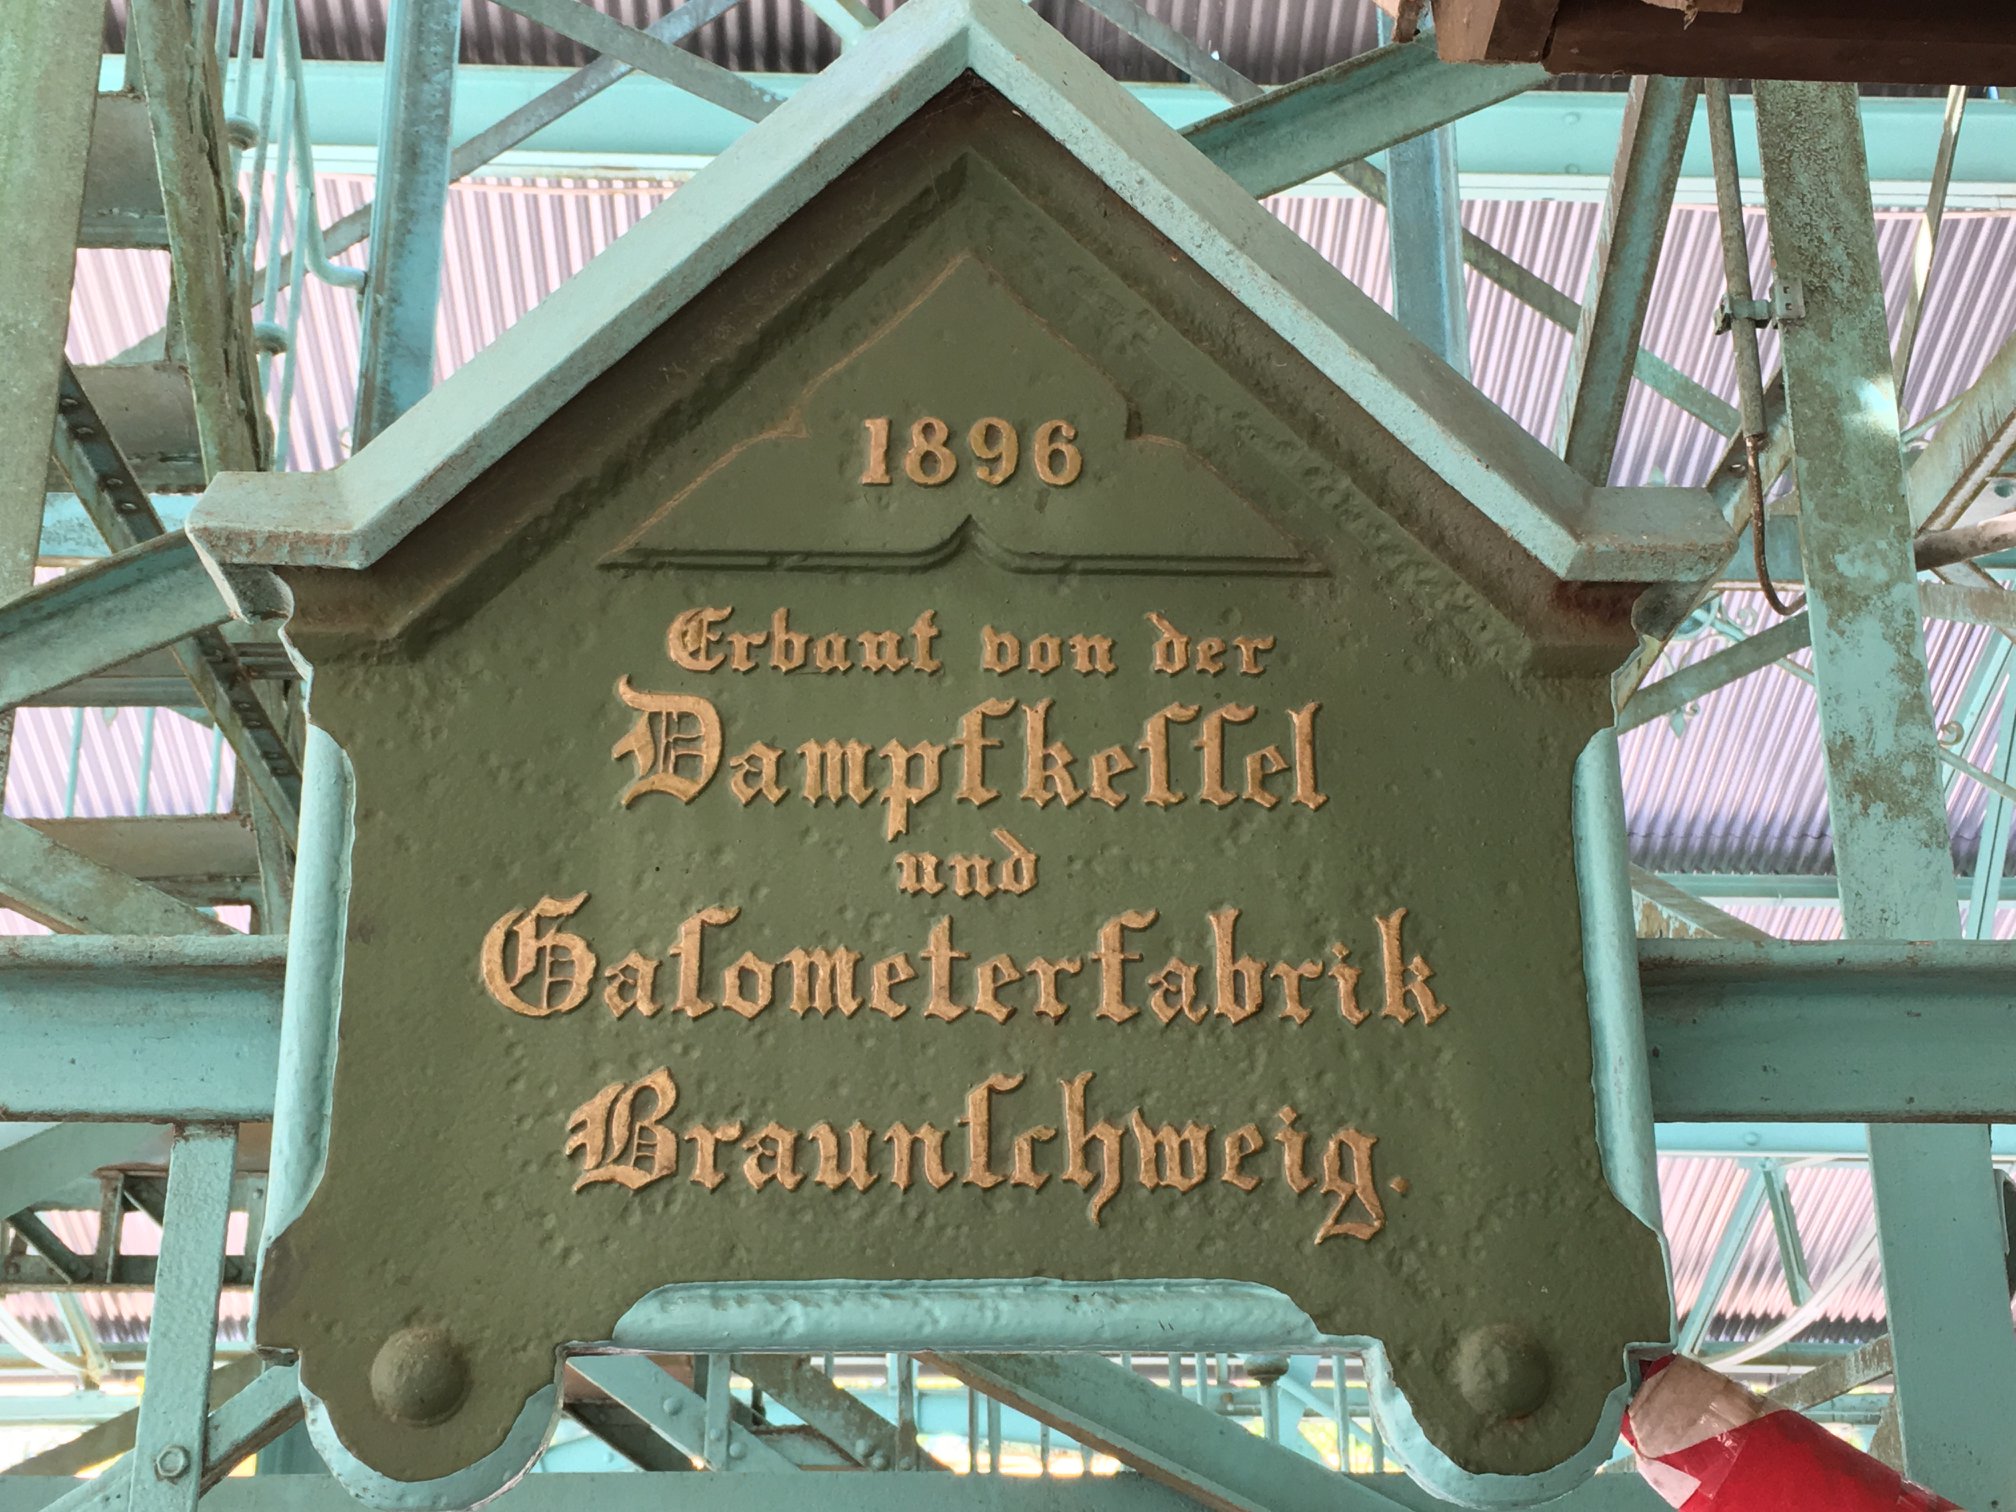 1896
Erbaut von der
Dampfkeſſel
und
Gaſometerfabrik
Braunſchweig.